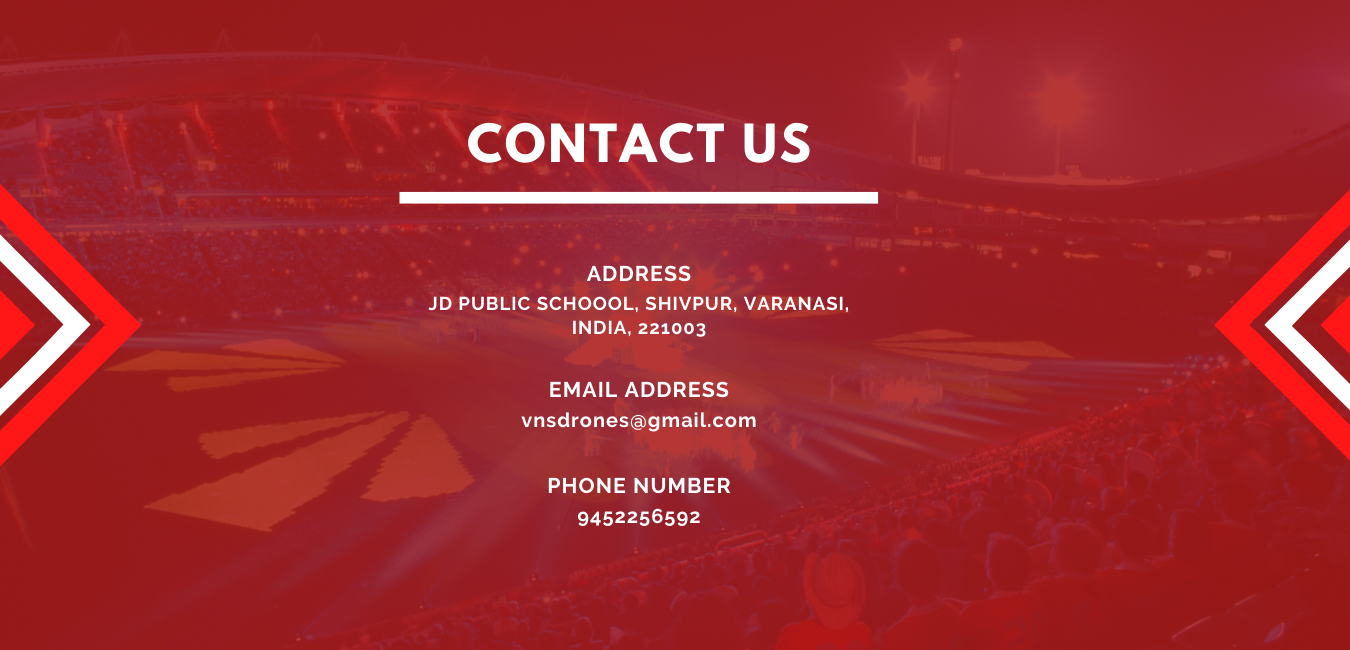 CONTACT US
ADDRESS
JD PUBLIC SCHOOOL, SHIVPUR, VARANASI,
INDIA, 221003
EMAIL ADDRESS
vnsdrones@gmail.com
PHONE NUMBER
9452256592